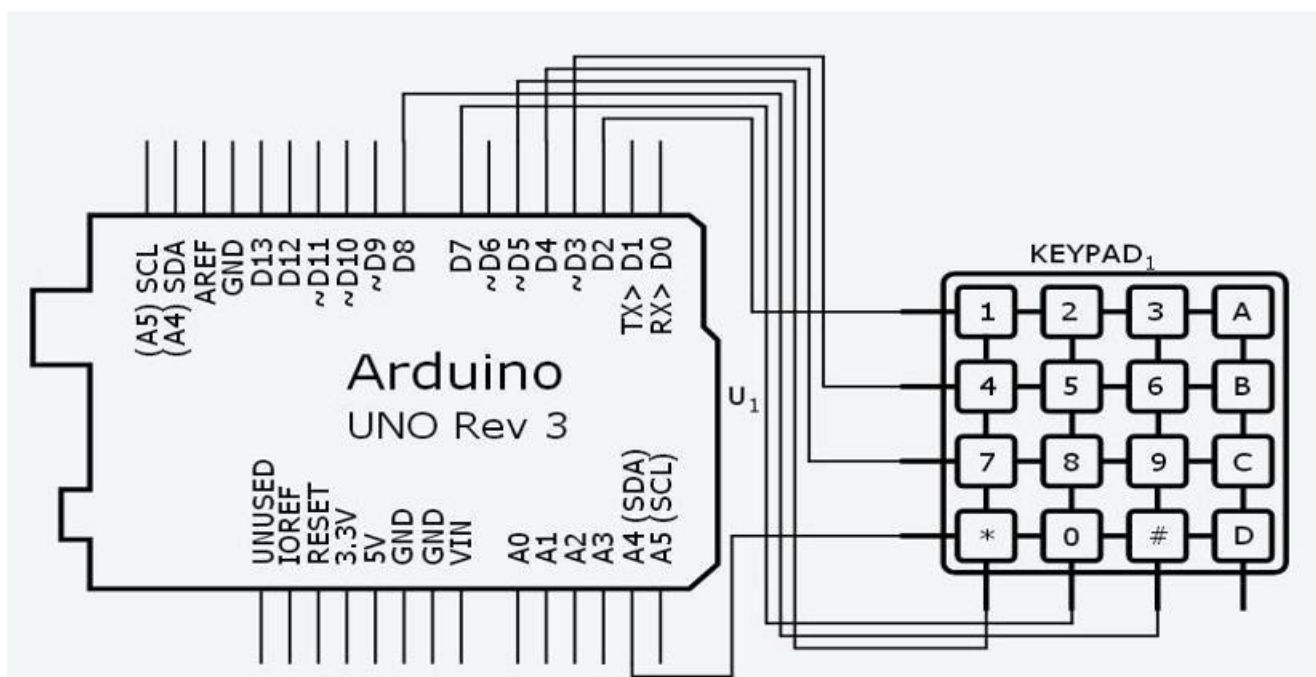 (A5) SCL
(A4) SDA
AREF
GND
D13
D12
~D11
~D10
~D9
D8
D7
~D6
~D5
D4
~D3
D2
TX> D1
RX> D0
KEYPAD1
1 2 3 A
4 5 6 B
7 8 9 C
* 0 # D
Arduino
UNO Rev 3
U1
UNUSED
IOREF
RESET
3.3V
5V
GND
GND
VIN
A0
A1
A2
A3
A4 (SDA)
A5 (SCL)